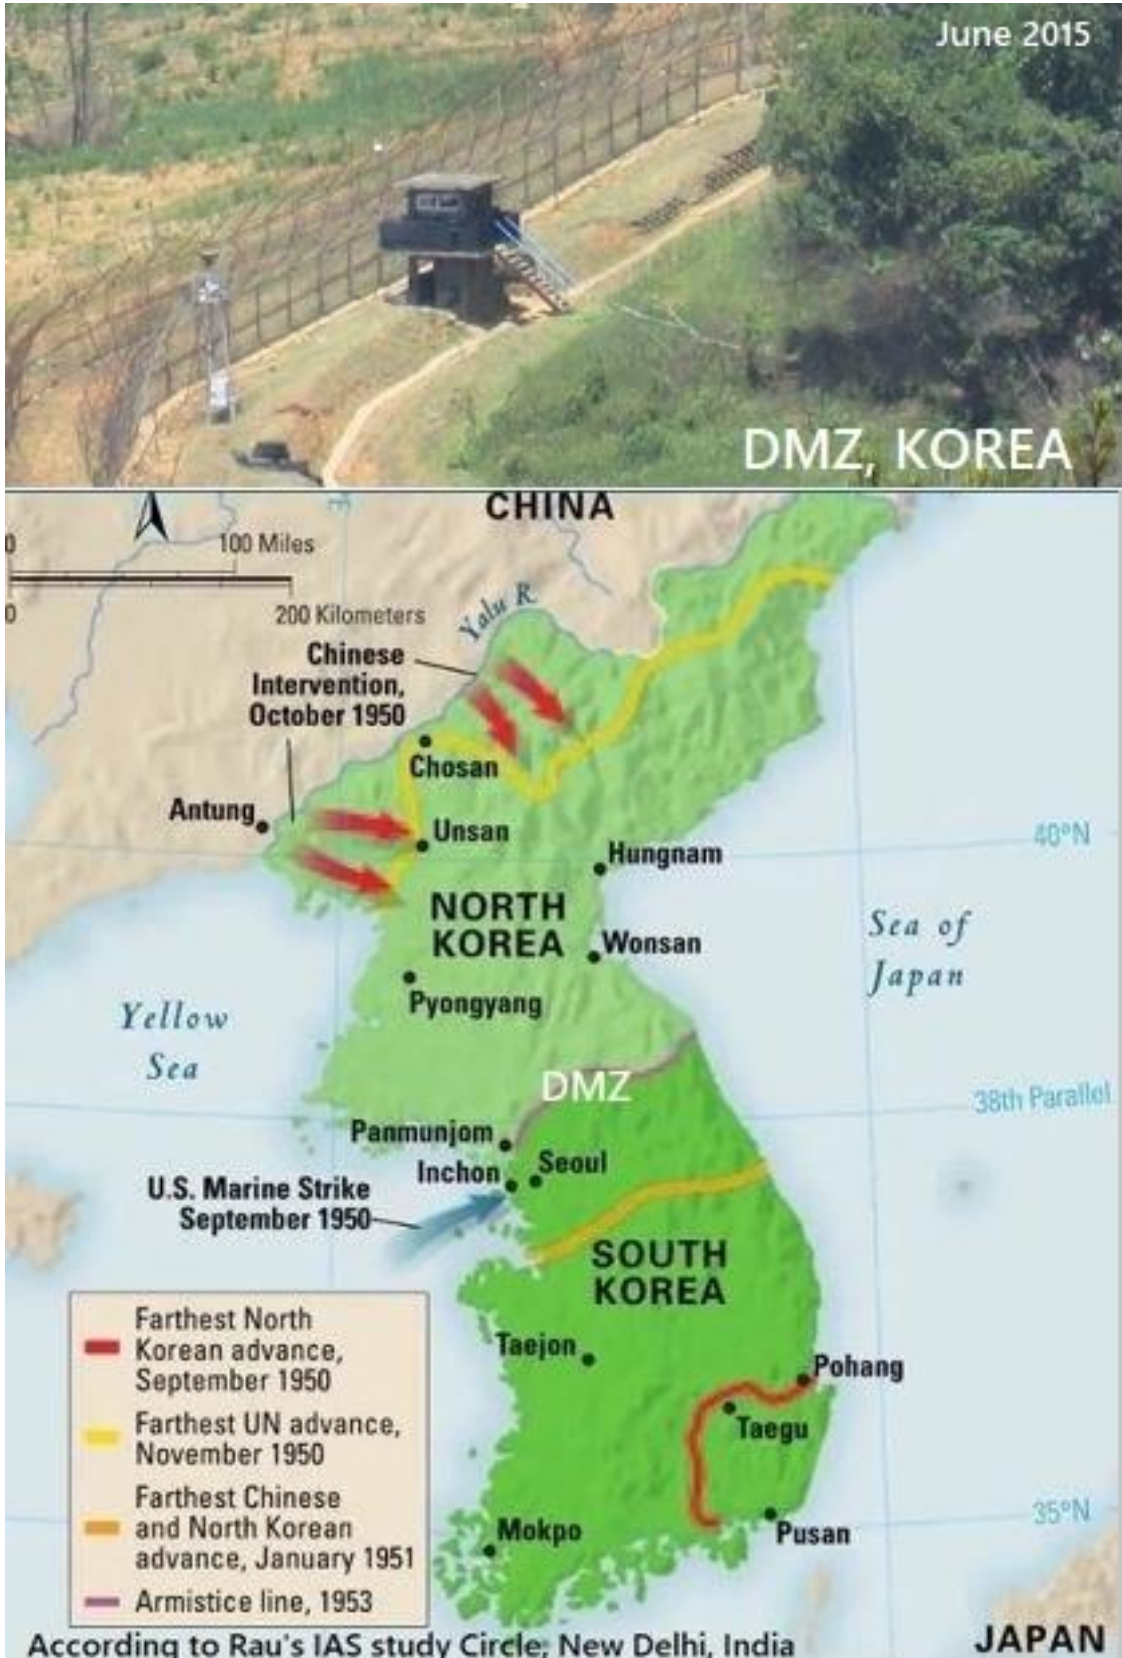 June 2015
DMZ, KOREA
CHINA
0
100 Miles
0
200 Kilometers
Yalu R.
Chinese
Intervention,
October 1950
Chosan
Antung
Unsan
40°N
Hungnam
NORTH
KOREA
Sea of
Japan
Wonsan
Pyongyang
Yellow
Sea
DMZ
38th Parallel
Panmunjom
Inchon
Seoul
U.S. Marine Strike
September 1950
SOUTH
KOREA
Farthest North
Korean advance,
September 1950
Farthest UN advance,
November 1950
Farthest Chinese
and North Korean
advance, January 1951
Armistice line, 1953
Taejon
Pohang
Taegu
35°N
Mokpo
Pusan
JAPAN
According to Rau's IAS study Circle, New Delhi, India